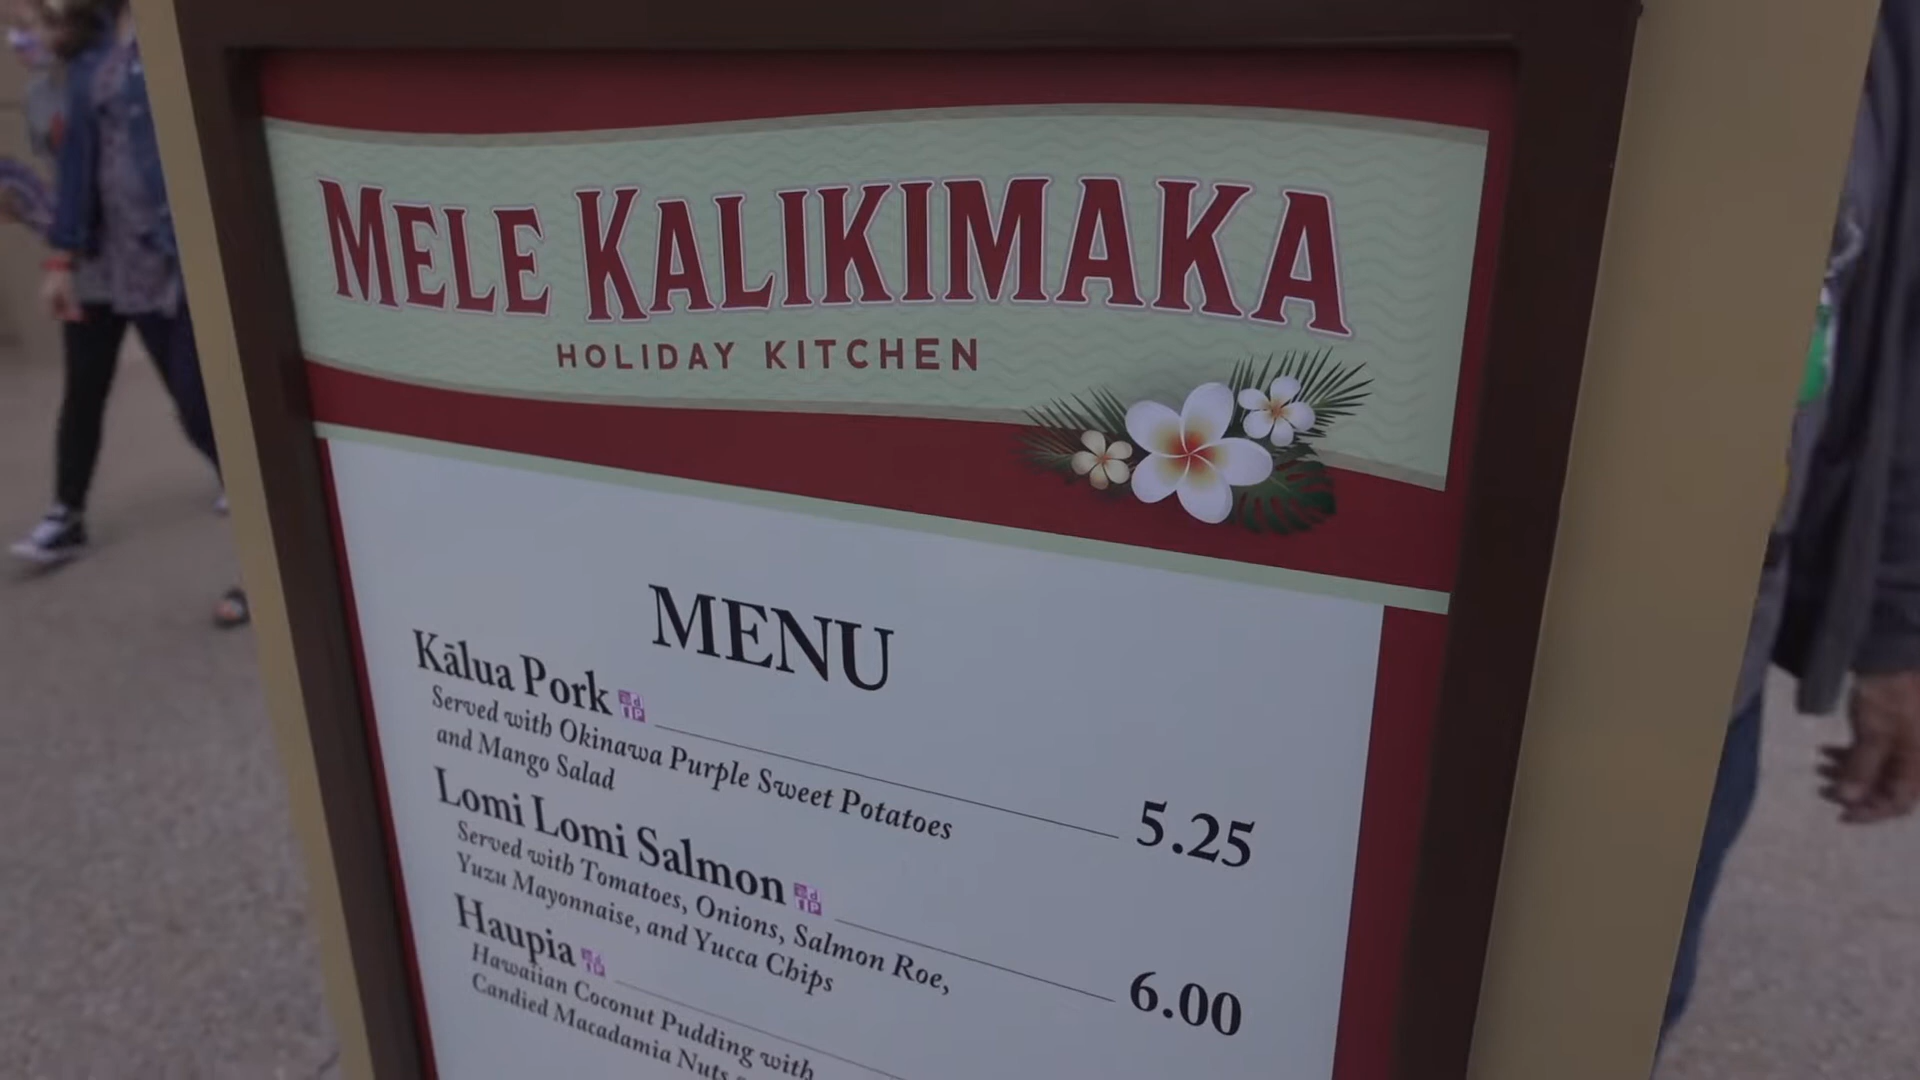 MELE KALIKIMAKA
HOLIDAY KITCHEN
MENU
Kālua Pork
Served with Okinawa Purple Sweet Potatoes
and Mango Salad
5.25
Lomi Lomi Salmon
Served with Tomatoes, Onions, Salmon Roe,
Yuzu Mayonnaise, and Yucca Chips
6.00
Haupia
Hawaiian Coconut Pudding with
Candied Macadamia Nuts